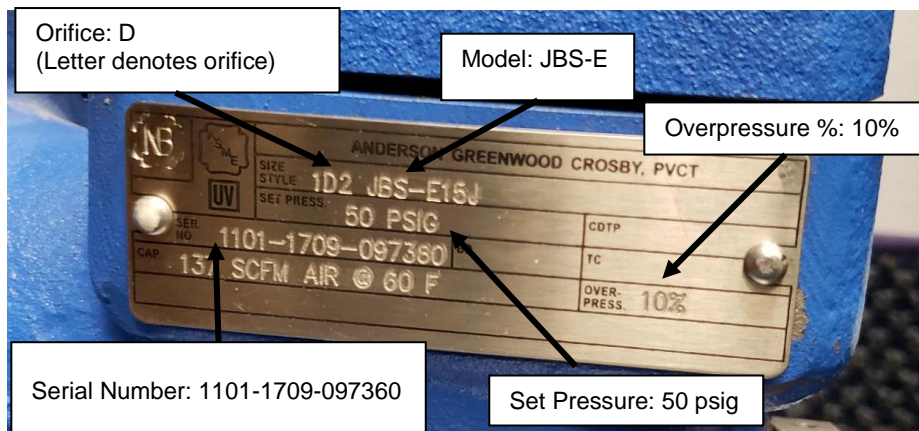 Orifice: D
(Letter denotes orifice)
Model: JBS-E
Overpressure %: 10%
NB
SME
UV
ANDERSON GREENWOOD CROSBY, PVCT
SIZE
STYLE 1D2 JBS-E15J
SET PRESS. 50 PSIG
CDTP
SER.
NO 1101-1709-097360
TC
CAP. 137 SCFM AIR @ 60 F
OVER-
PRESS. 10%
Serial Number: 1101-1709-097360
Set Pressure: 50 psig